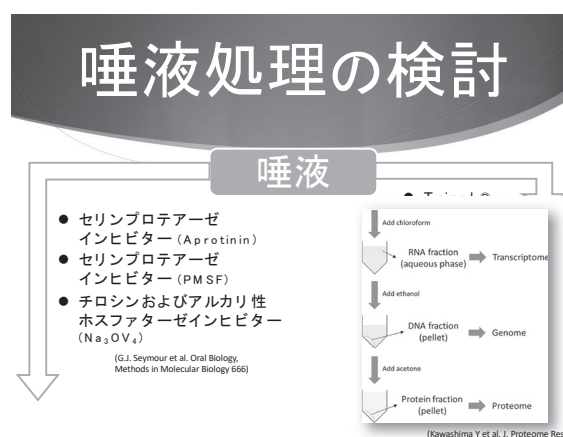 唾液処理の検討
唾液
● セリンプロテアーゼ
インヒビター (Aprotinin)
● セリンプロテアーゼ
インヒビター (PMSF)
● チロシンおよびアルカリ性
ホスファターゼインヒビター
(Na₃OV₄)
(G.J. Seymour et al. Oral Biology,
Methods in Molecular Biology 666)
Add chloroform
RNA fraction
(aqueous phase)
Transcriptome
Add ethanol
DNA fraction
(pellet)
Genome
Add acetone
Protein fraction
(pellet)
Proteome
(Kawashima Y et al. J. Proteome Res